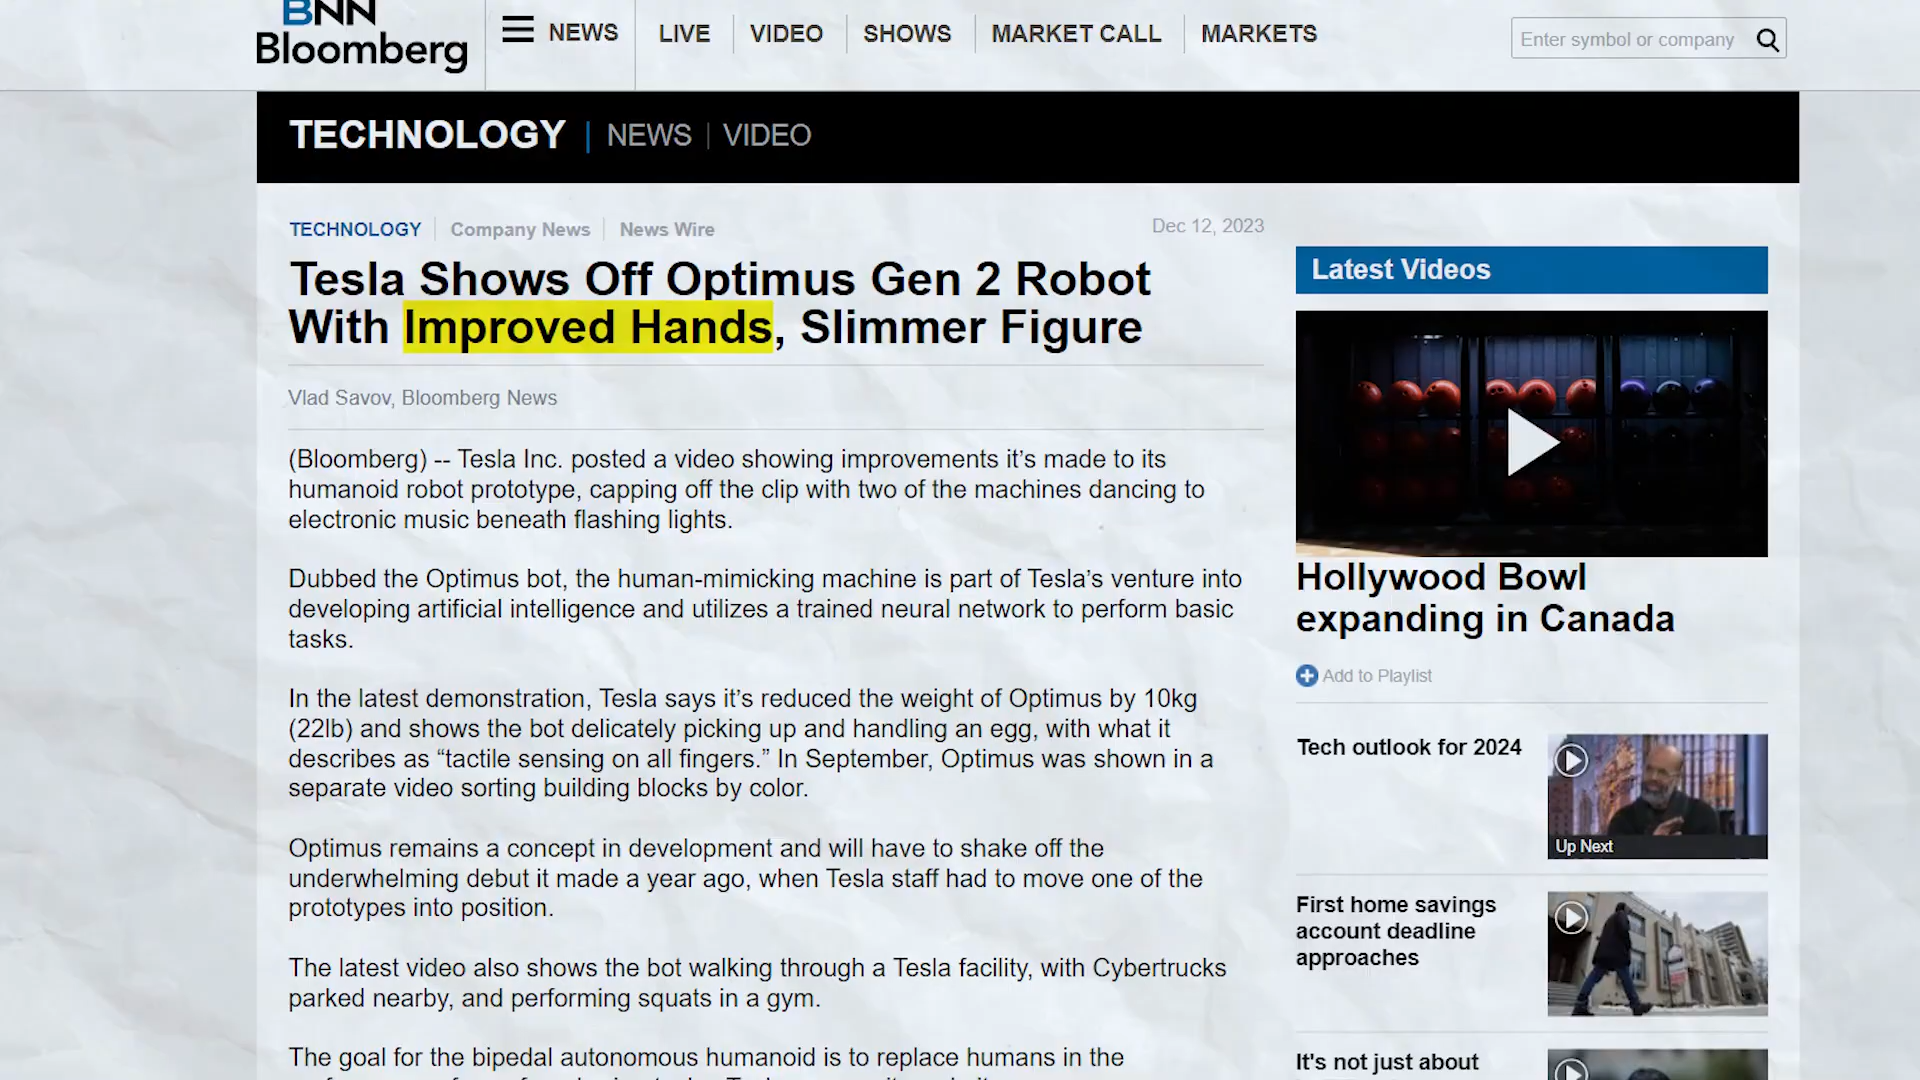 BNN
Bloomberg
NEWS
LIVE
VIDEO
SHOWS
MARKET CALL
MARKETS
Enter symbol or company
TECHNOLOGY | NEWS | VIDEO
TECHNOLOGY
Company News
News Wire
Dec 12, 2023
Tesla Shows Off Optimus Gen 2 Robot
With Improved Hands, Slimmer Figure
Vlad Savov, Bloomberg News
(Bloomberg) -- Tesla Inc. posted a video showing improvements it’s made to its
humanoid robot prototype, capping off the clip with two of the machines dancing to
electronic music beneath flashing lights.
Dubbed the Optimus bot, the human-mimicking machine is part of Tesla’s venture into
developing artificial intelligence and utilizes a trained neural network to perform basic
tasks.
In the latest demonstration, Tesla says it’s reduced the weight of Optimus by 10kg
(22lb) and shows the bot delicately picking up and handling an egg, with what it
describes as “tactile sensing on all fingers.” In September, Optimus was shown in a
separate video sorting building blocks by color.
Optimus remains a concept in development and will have to shake off the
underwhelming debut it made a year ago, when Tesla staff had to move one of the
prototypes into position.
The latest video also shows the bot walking through a Tesla facility, with Cybertrucks
parked nearby, and performing squats in a gym.
The goal for the bipedal autonomous humanoid is to replace humans in the
Latest Videos
Hollywood Bowl
expanding in Canada
Add to Playlist
Tech outlook for 2024
Up Next
First home savings
account deadline
approaches
It's not just about